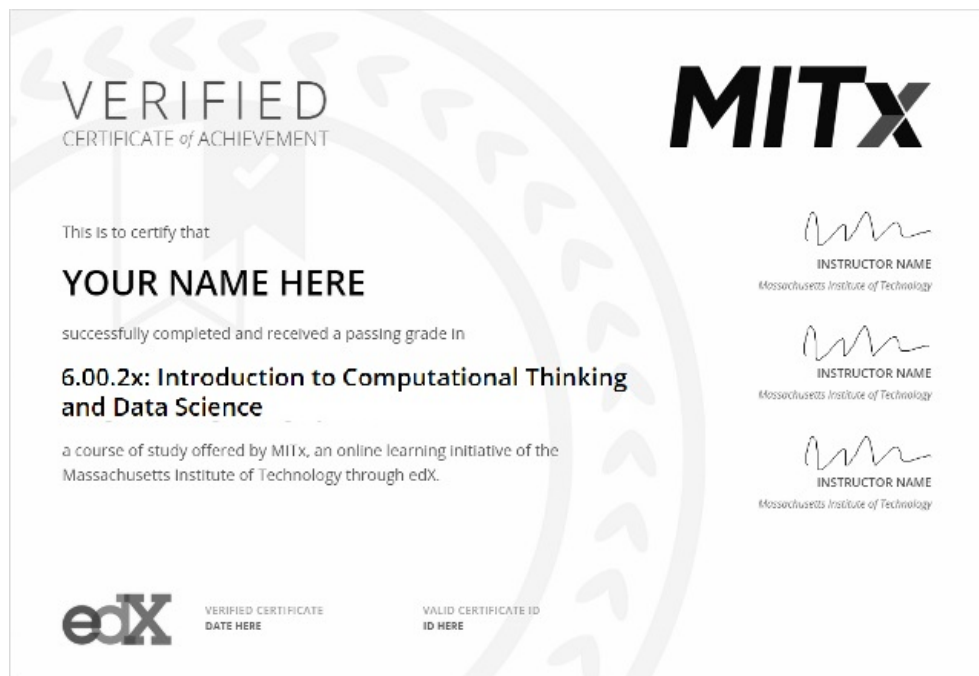 VERIFIED
CERTIFICATE of ACHIEVEMENT
MITx
This is to certify that
YOUR NAME HERE
successfully completed and received a passing grade in
6.00.2x: Introduction to Computational Thinking
and Data Science
a course of study offered by MITx, an online learning initiative of the
Massachusetts Institute of Technology through edX.
INSTRUCTOR NAME
Massachusetts Institute of Technology
INSTRUCTOR NAME
Massachusetts Institute of Technology
INSTRUCTOR NAME
Massachusetts Institute of Technology
edX
VERIFIED CERTIFICATE
DATE HERE
VALID CERTIFICATE ID
ID HERE